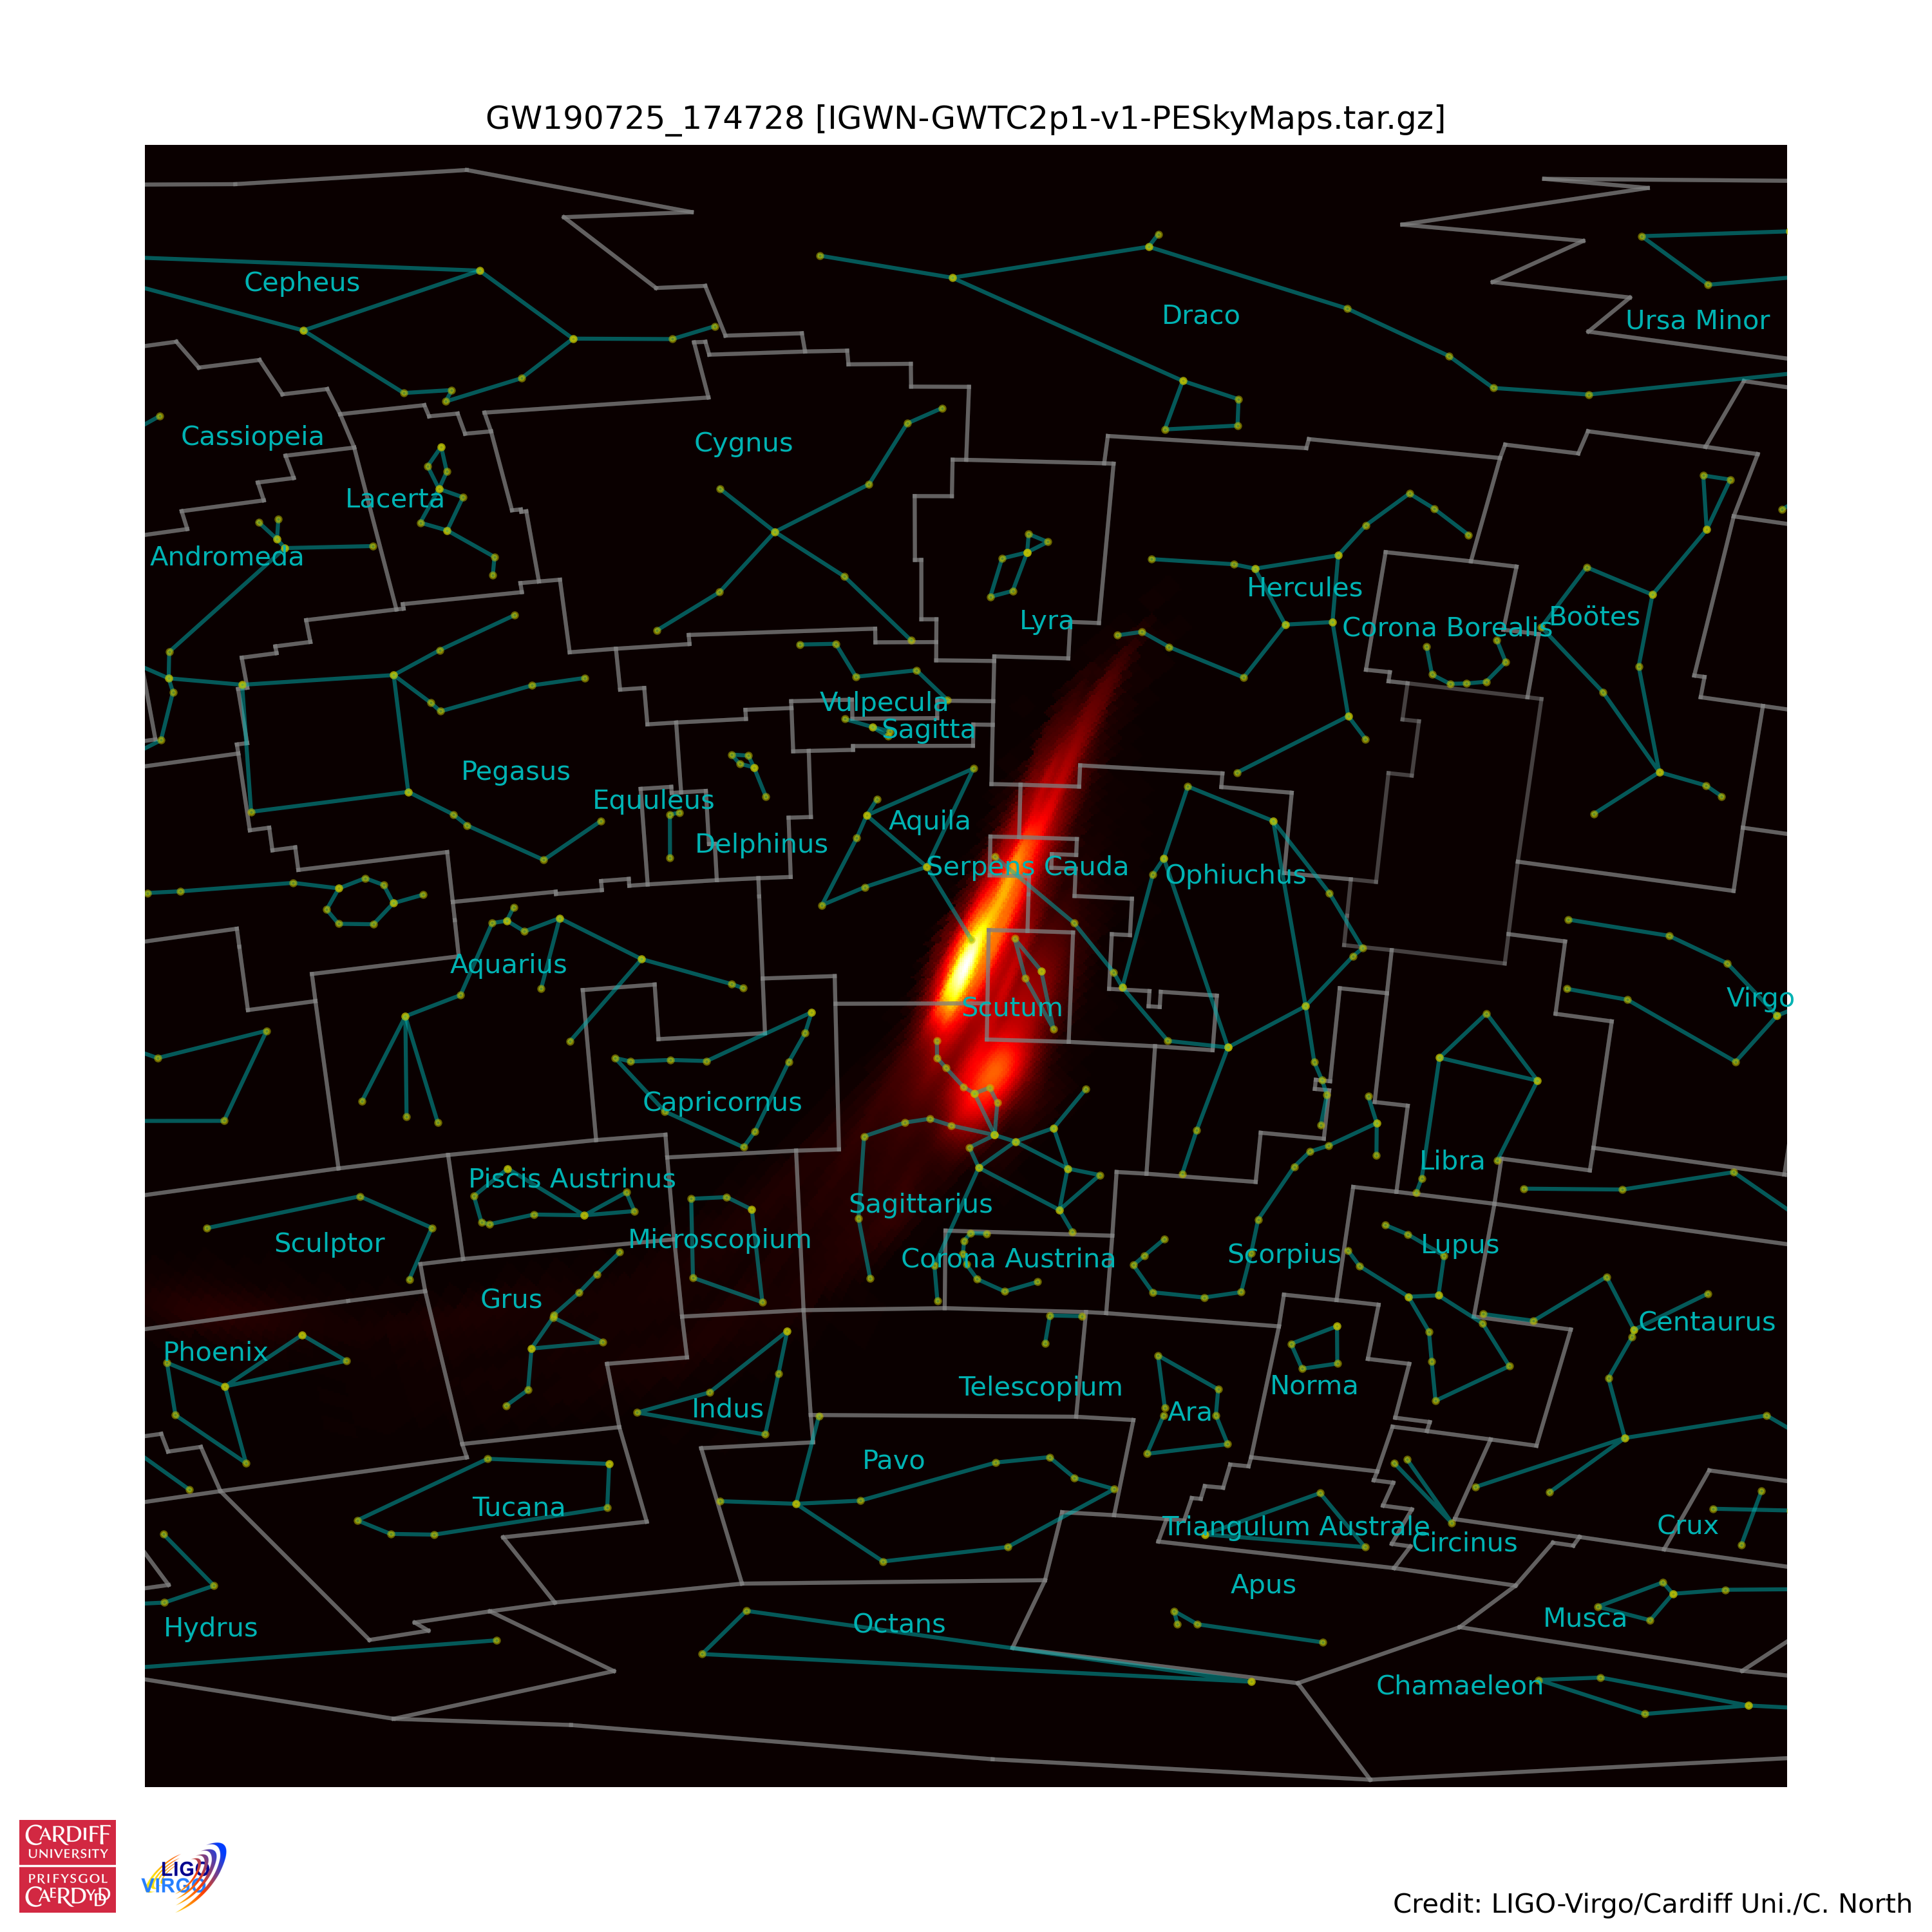 GW190725_174728 [IGWN-GWTC2p1-v1-PESkyMaps.tar.gz]
Cepheus
Draco
Ursa Minor
Cassiopeia
Cygnus
Lacerta
Andromeda
Hercules
Lyra
Corona Borealis
Boötes
Vulpecula
Sagitta
Pegasus
Equuleus
Aquila
Delphinus
Serpens Cauda
Ophiuchus
Aquarius
Scutum
Virgo
Capricornus
Libra
Piscis Austrinus
Sagittarius
Sculptor
Microscopium
Corona Austrina
Scorpius
Lupus
Grus
Centaurus
Phoenix
Telescopium
Norma
Indus
Ara
Pavo
Tucana
Triangulum Australe
Circinus
Crux
Apus
Hydrus
Octans
Musca
Chamaeleon
CARDIFF
UNIVERSITY
PRIFYSGOL
CAERDYDD
LIGO
VIRGO
Credit: LIGO-Virgo/Cardiff Uni./C. North